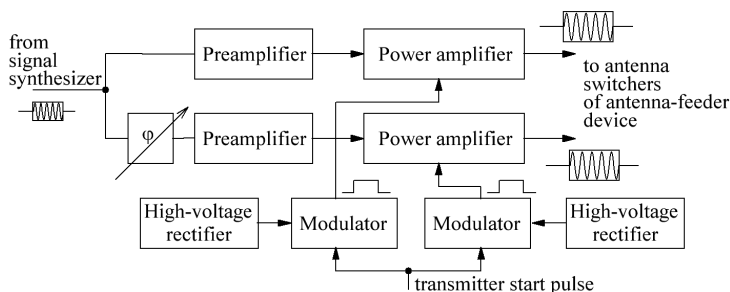 from
signal
synthesizer
Preamplifier
Power amplifier
to antenna
switchers
of antenna-feeder
device
φ
Preamplifier
Power amplifier
High-voltage
rectifier
Modulator
Modulator
High-voltage
rectifier
transmitter start pulse